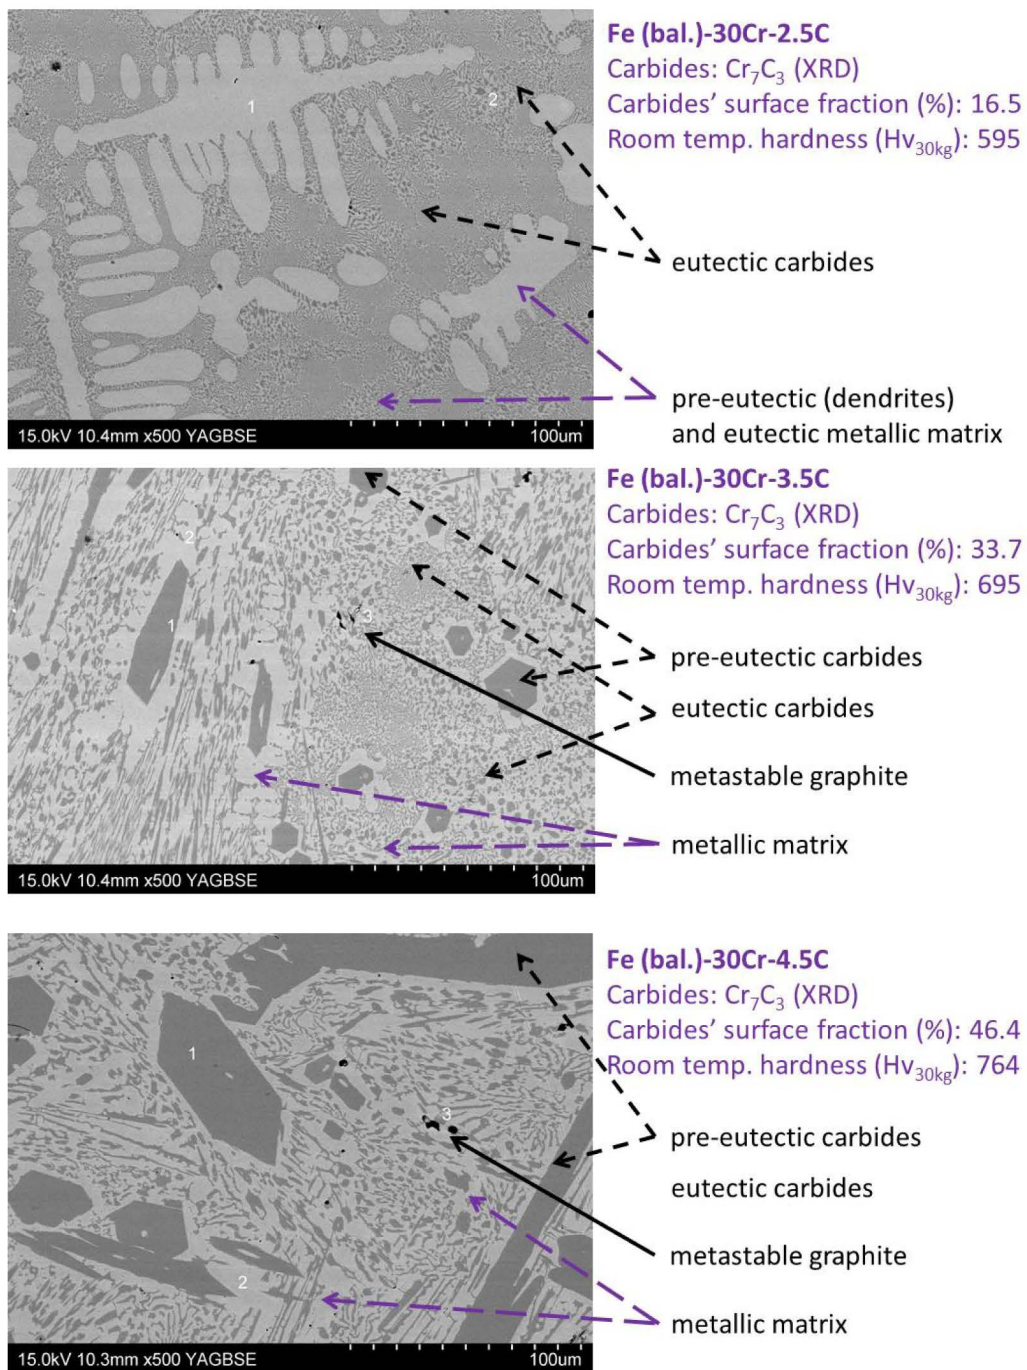 Fe (bal.)-30Cr-2.5C
Carbides: Cr₇C₃ (XRD)
Carbides' surface fraction (%): 16.5
Room temp. hardness (Hv₃₀kg): 595
1
2
eutectic carbides
pre-eutectic (dendrites)
and eutectic metallic matrix
15.0kV 10.4mm x500 YAGBSE
100um
Fe (bal.)-30Cr-3.5C
Carbides: Cr₇C₃ (XRD)
Carbides' surface fraction (%): 33.7
Room temp. hardness (Hv₃₀kg): 695
2
1
3
pre-eutectic carbides
eutectic carbides
metastable graphite
metallic matrix
15.0kV 10.4mm x500 YAGBSE
100um
Fe (bal.)-30Cr-4.5C
Carbides: Cr₇C₃ (XRD)
Carbides' surface fraction (%): 46.4
Room temp. hardness (Hv₃₀kg): 764
1
3
2
pre-eutectic carbides
eutectic carbides
metastable graphite
metallic matrix
15.0kV 10.3mm x500 YAGBSE
100um